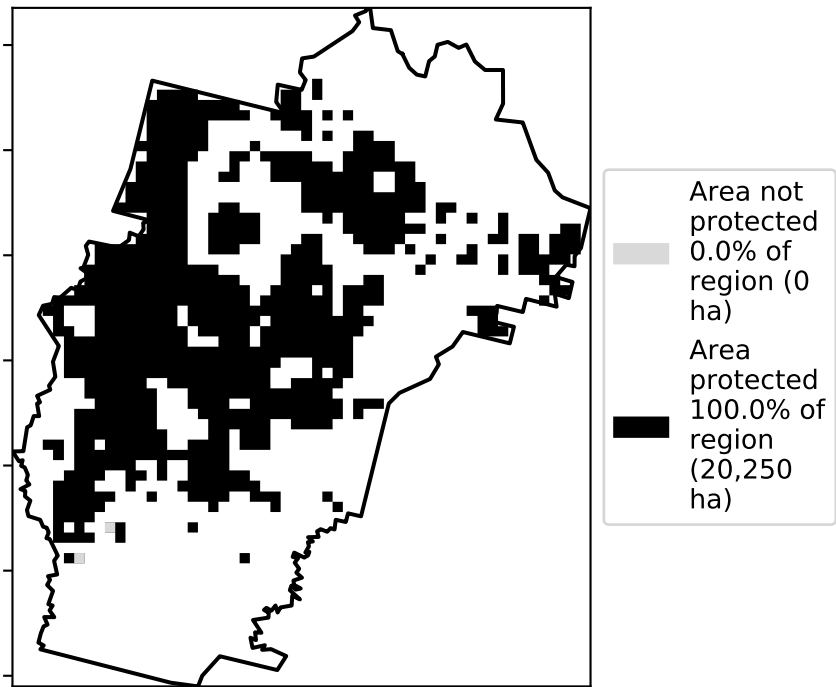 Area not
protected
0.0% of
region (0
ha)
Area
protected
100.0% of
region
(20,250
ha)